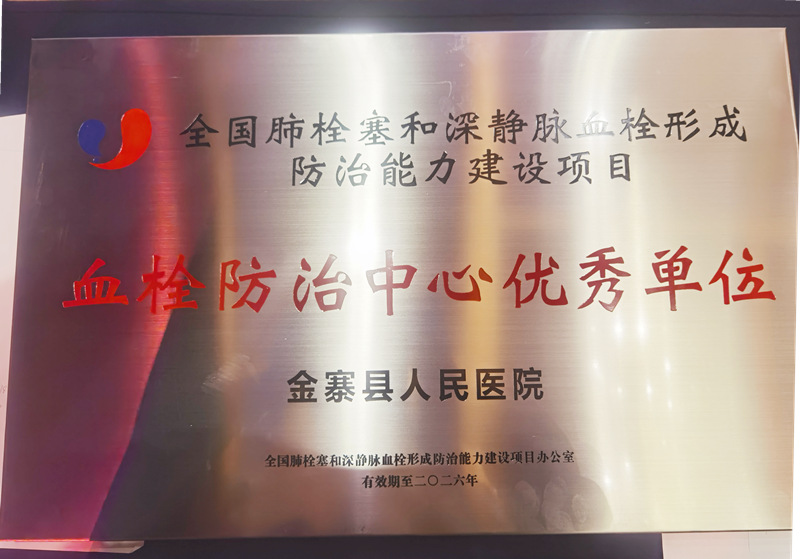 全国肺栓塞和深静脉血栓形成
防治能力建设项目
血栓防治中心优秀单位
金寨县人民医院
全国肺栓塞和深静脉血栓形成防治能力建设项目办公室
有效期至二〇二六年